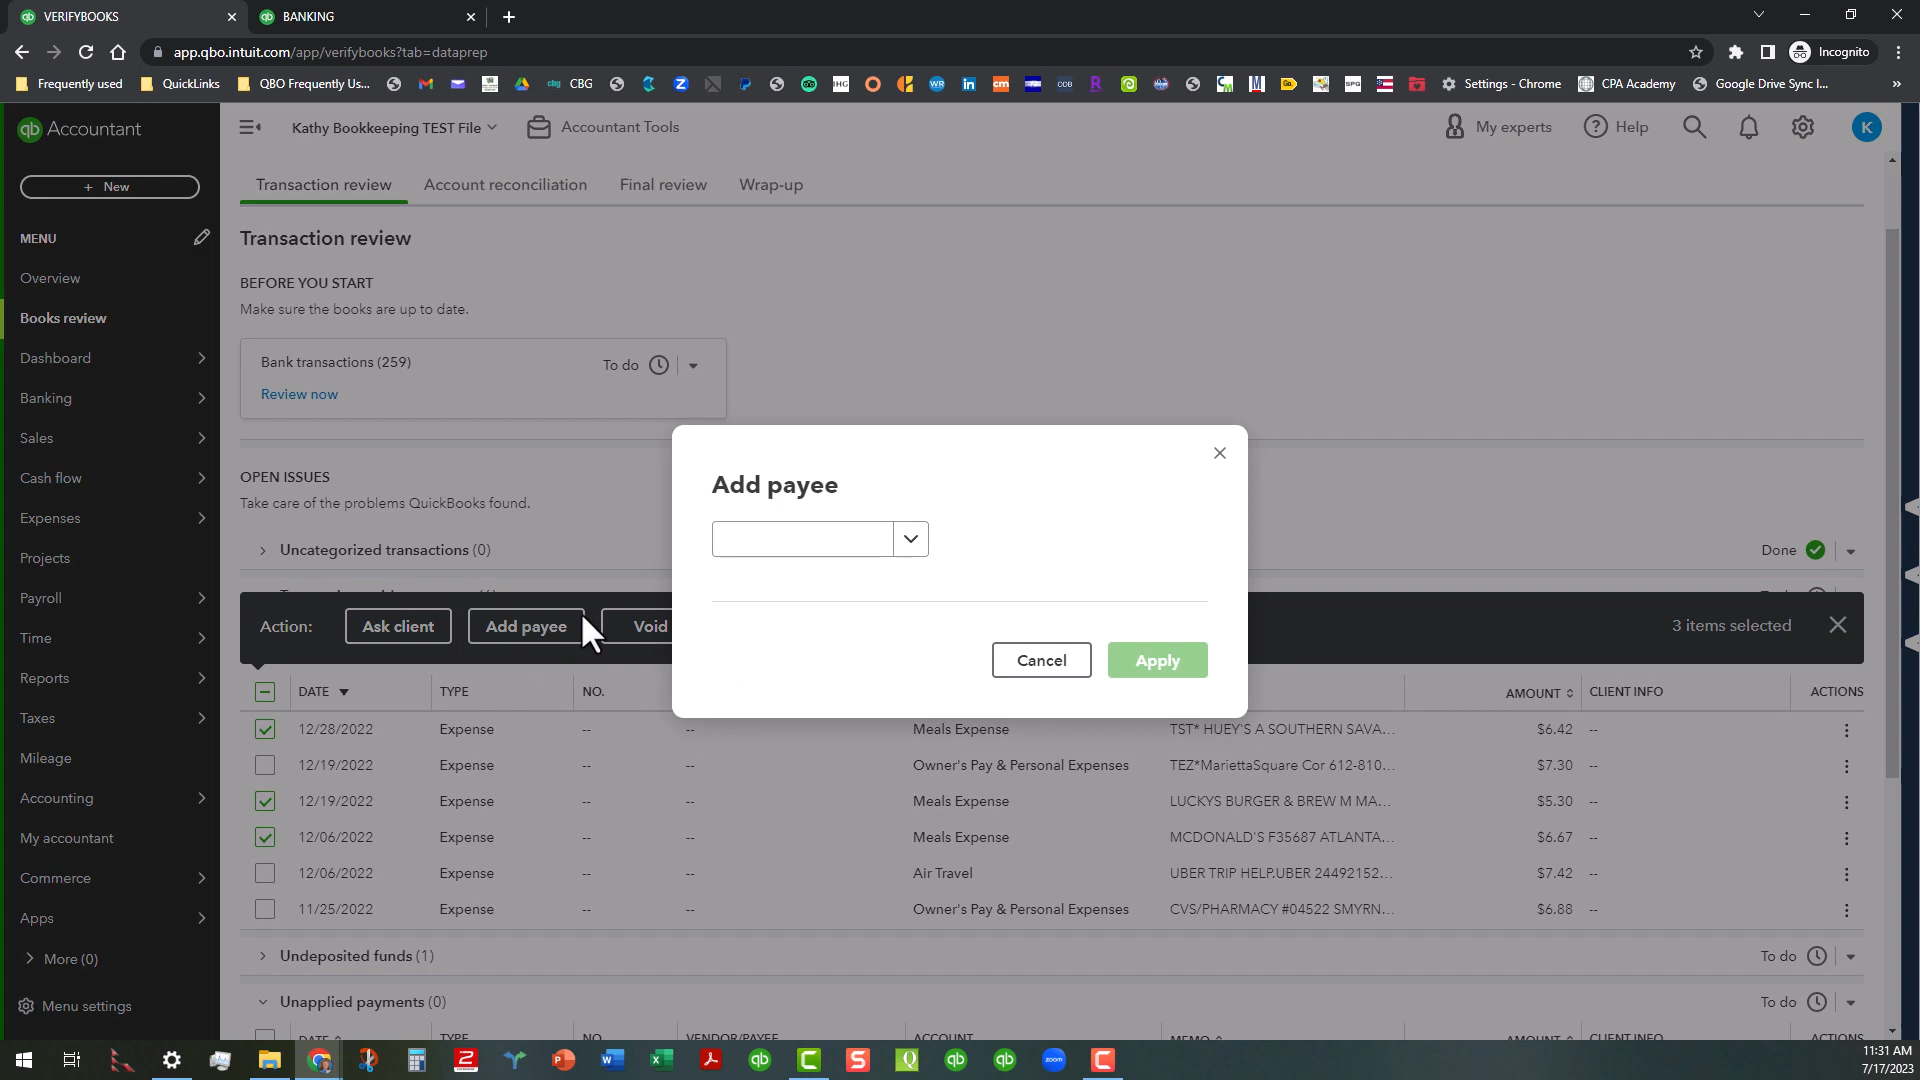 VERIFYBOOKS
BANKING
app.qbo.intuit.com/app/verifybooks?tab=dataprep
Incognito
Frequently used
QuickLinks
QBO Frequently Us...
CBG
Settings - Chrome
CPA Academy
Google Drive Sync I...
»
qb Accountant
Kathy Bookkeeping TEST File
Accountant Tools
My experts
Help
K
+ New
MENU
Overview
Books review
Dashboard
Banking
Sales
Cash flow
Expenses
Projects
Payroll
Time
Reports
Taxes
Mileage
Accounting
My accountant
Commerce
Apps
More (0)
Menu settings
Transaction review
Account reconciliation
Final review
Wrap-up
Transaction review
BEFORE YOU START
Make sure the books are up to date.
Bank transactions (259)
To do
Review now
OPEN ISSUES
Take care of the problems QuickBooks found.
Uncategorized transactions (0)
Done
Add payee
Cancel
Apply
Action:
Ask client
Add payee
Void
3 items selected
DATE
TYPE
NO.
AMOUNT
CLIENT INFO
ACTIONS
12/28/2022 Expense -- -- Meals Expense TST* HUEY'S A SOUTHERN SAVA... $6.42 --
12/19/2022 Expense -- -- Owner's Pay & Personal Expenses TEZ*MariettaSquare Cor 612-810... $7.30 --
12/19/2022 Expense -- -- Meals Expense LUCKYS BURGER & BREW M MA... $5.30 --
12/06/2022 Expense -- -- Meals Expense MCDONALD'S F35687 ATLANTA... $6.67 --
12/06/2022 Expense -- -- Air Travel UBER TRIP HELP.UBER 24492152... $7.42 --
11/25/2022 Expense -- -- Owner's Pay & Personal Expenses CVS/PHARMACY #04522 SMYRN... $6.88 --
Undeposited funds (1)
To do
Unapplied payments (0)
To do
DATE TYPE NO. VENDOR/PAYEE ACCOUNT MEMO AMOUNT CLIENT INFO ACTIONS
11:31 AM
7/17/2023